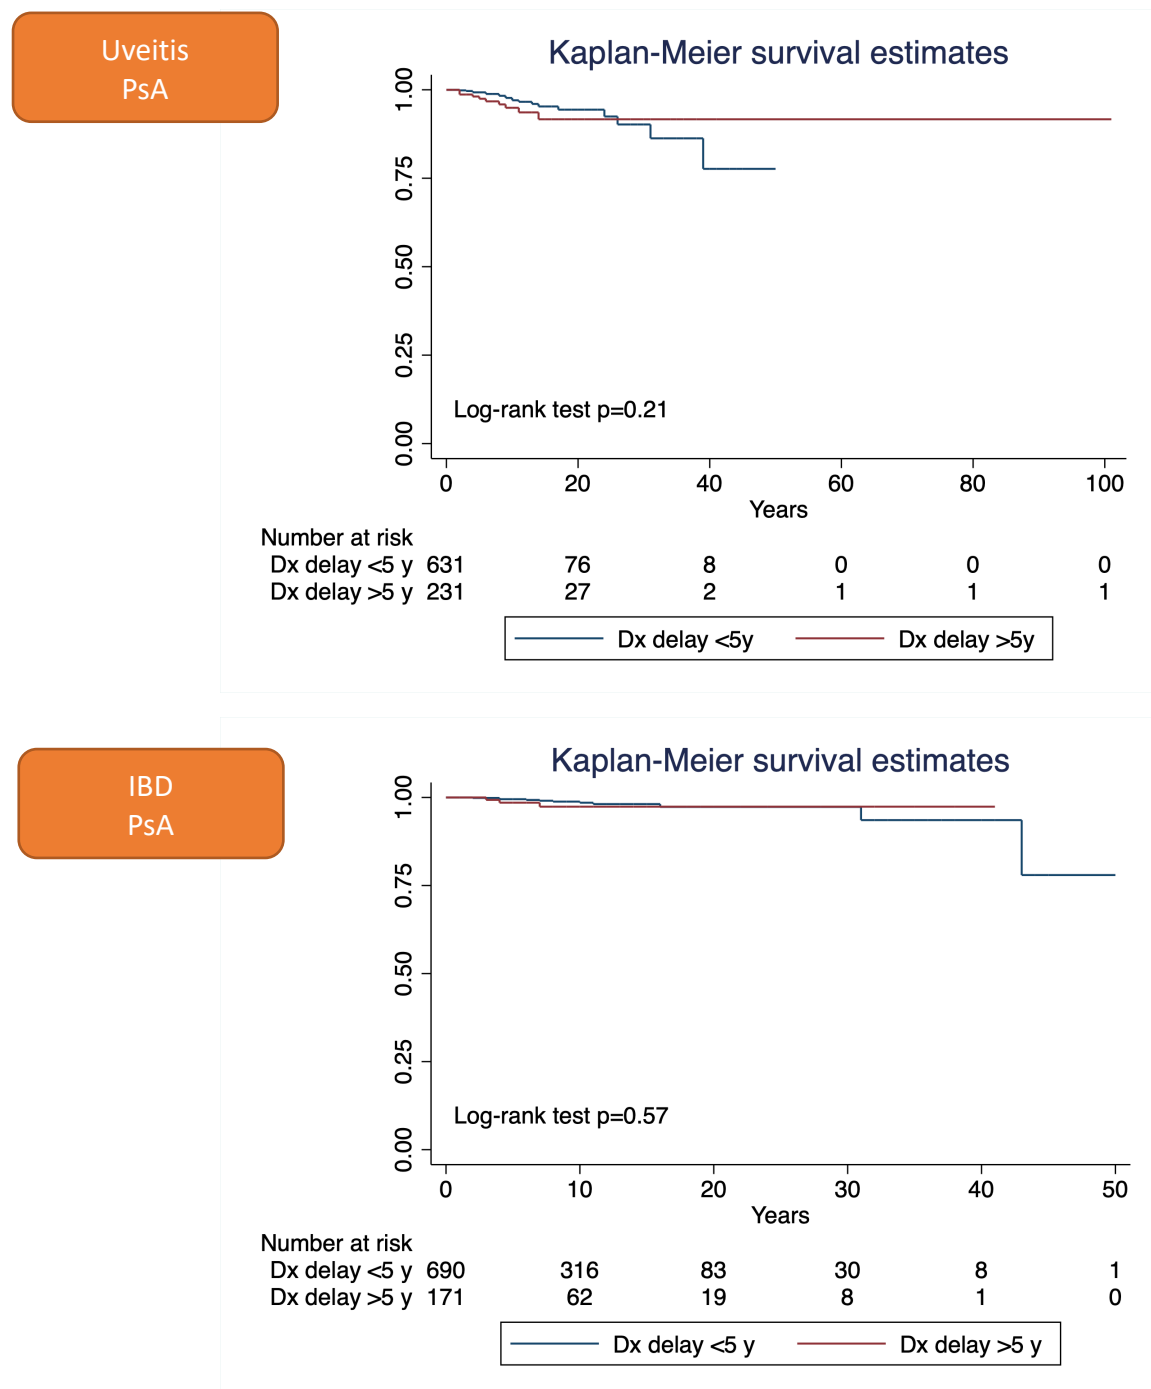 Uveitis
PsA
Kaplan-Meier survival estimates
1.00
0.75
0.50
0.25
0.00
Log-rank test p=0.21
0 20 40 60 80 100
Years
Number at risk
Dx delay <5 y 631 76 8 0 0 0
Dx delay >5 y 231 27 2 1 1 1
Dx delay <5y Dx delay >5y
IBD
PsA
Kaplan-Meier survival estimates
1.00
0.75
0.50
0.25
0.00
Log-rank test p=0.57
0 10 20 30 40 50
Years
Number at risk
Dx delay <5 y 690 316 83 30 8 1
Dx delay >5 y 171 62 19 8 1 0
Dx delay <5 y Dx delay >5 y